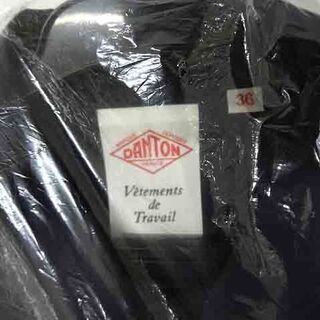 36
DANTON
Vêtements
de
Travail